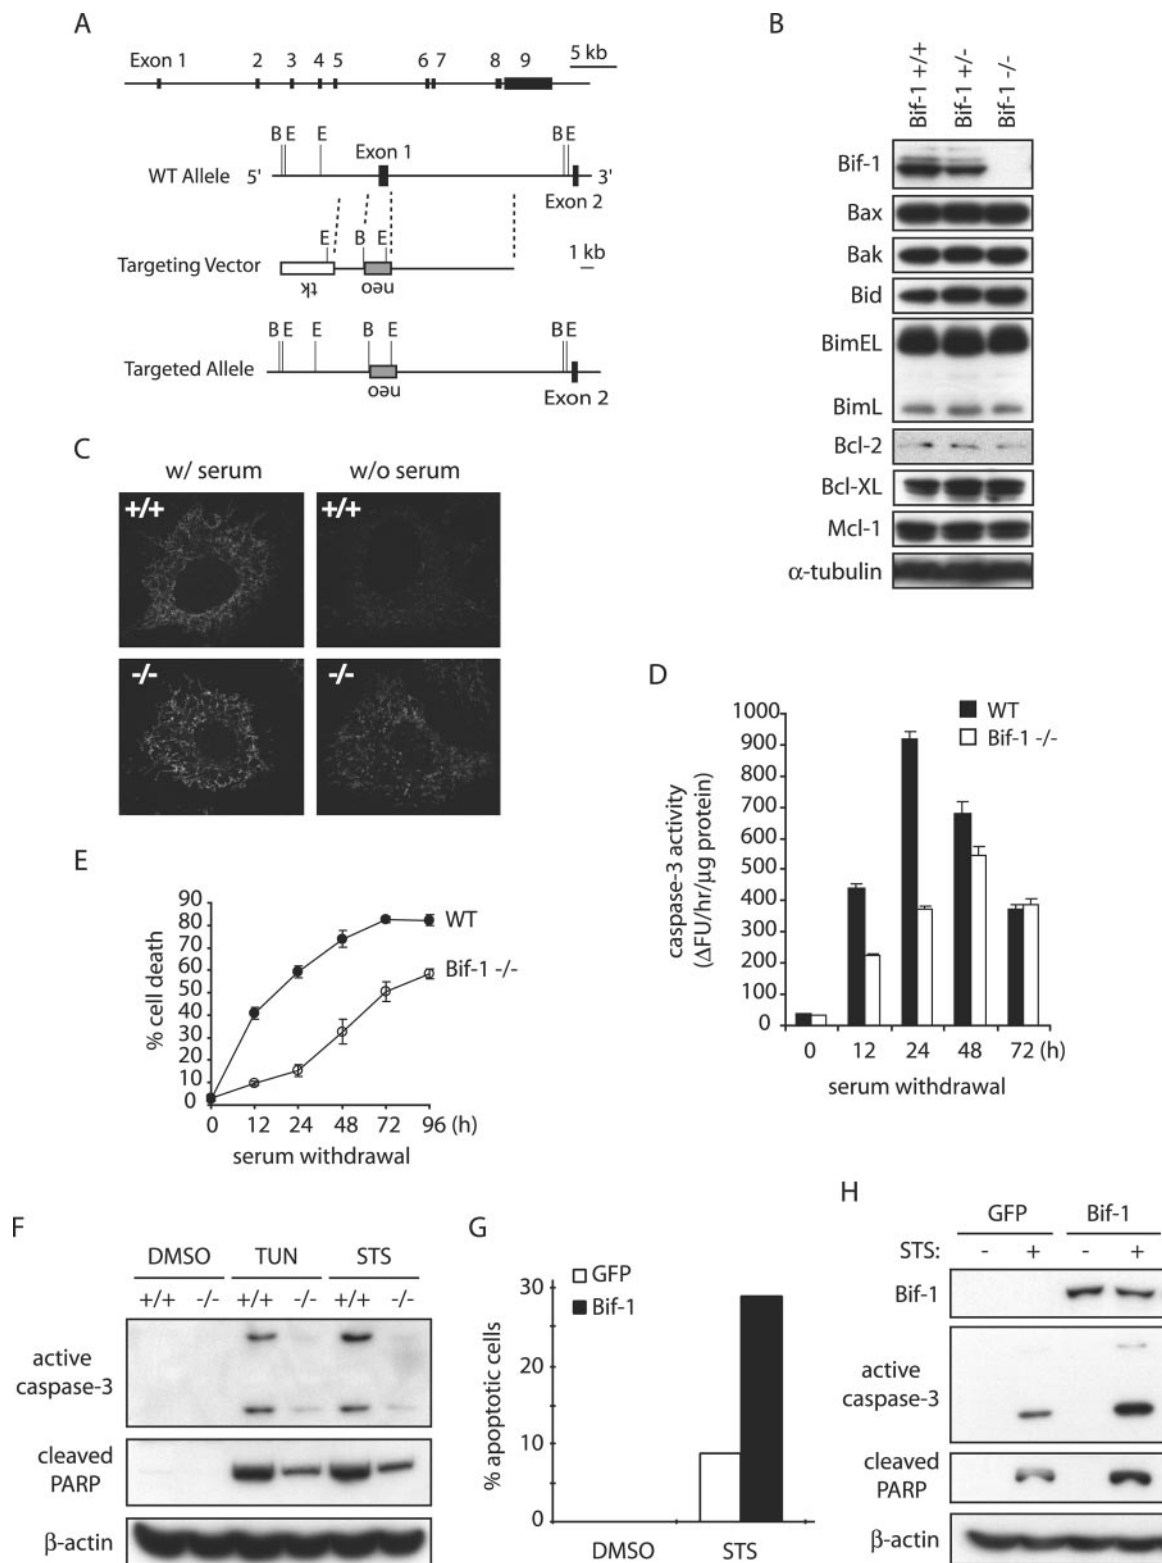 A
Exon 1 2 3 4 5 6 7 8 9 5 kb
B E E B E
Exon 1
WT Allele 5' 3'
Exon 2
E B E 1 kb
Targeting Vector
tk neo
B E E B E B E
Targeted Allele
neo Exon 2
B
Bif-1 +/+ Bif-1 +/- Bif-1 -/-
Bif-1
Bax
Bak
Bid
BimEL
BimL
Bcl-2
Bcl-XL
Mcl-1
α-tubulin
C
w/ serum w/o serum
+/+ +/+
-/- -/-
D
WT
Bif-1 -/-
1000
900
800
700
600
500
400
300
200
100
0
caspase-3 activity
(ΔFU/hr/μg protein)
0 12 24 48 72 (h)
serum withdrawal
E
90
80
70
60
50
40
30
20
10
0
% cell death
WT
Bif-1 -/-
0 12 24 48 72 96 (h)
serum withdrawal
F
DMSO TUN STS
+/+ -/- +/+ -/- +/+ -/-
active
caspase-3
cleaved
PARP
β-actin
G
GFP
Bif-1
30
20
10
0
% apoptotic cells
DMSO STS
H
GFP Bif-1
STS: - + - +
Bif-1
active
caspase-3
cleaved
PARP
β-actin